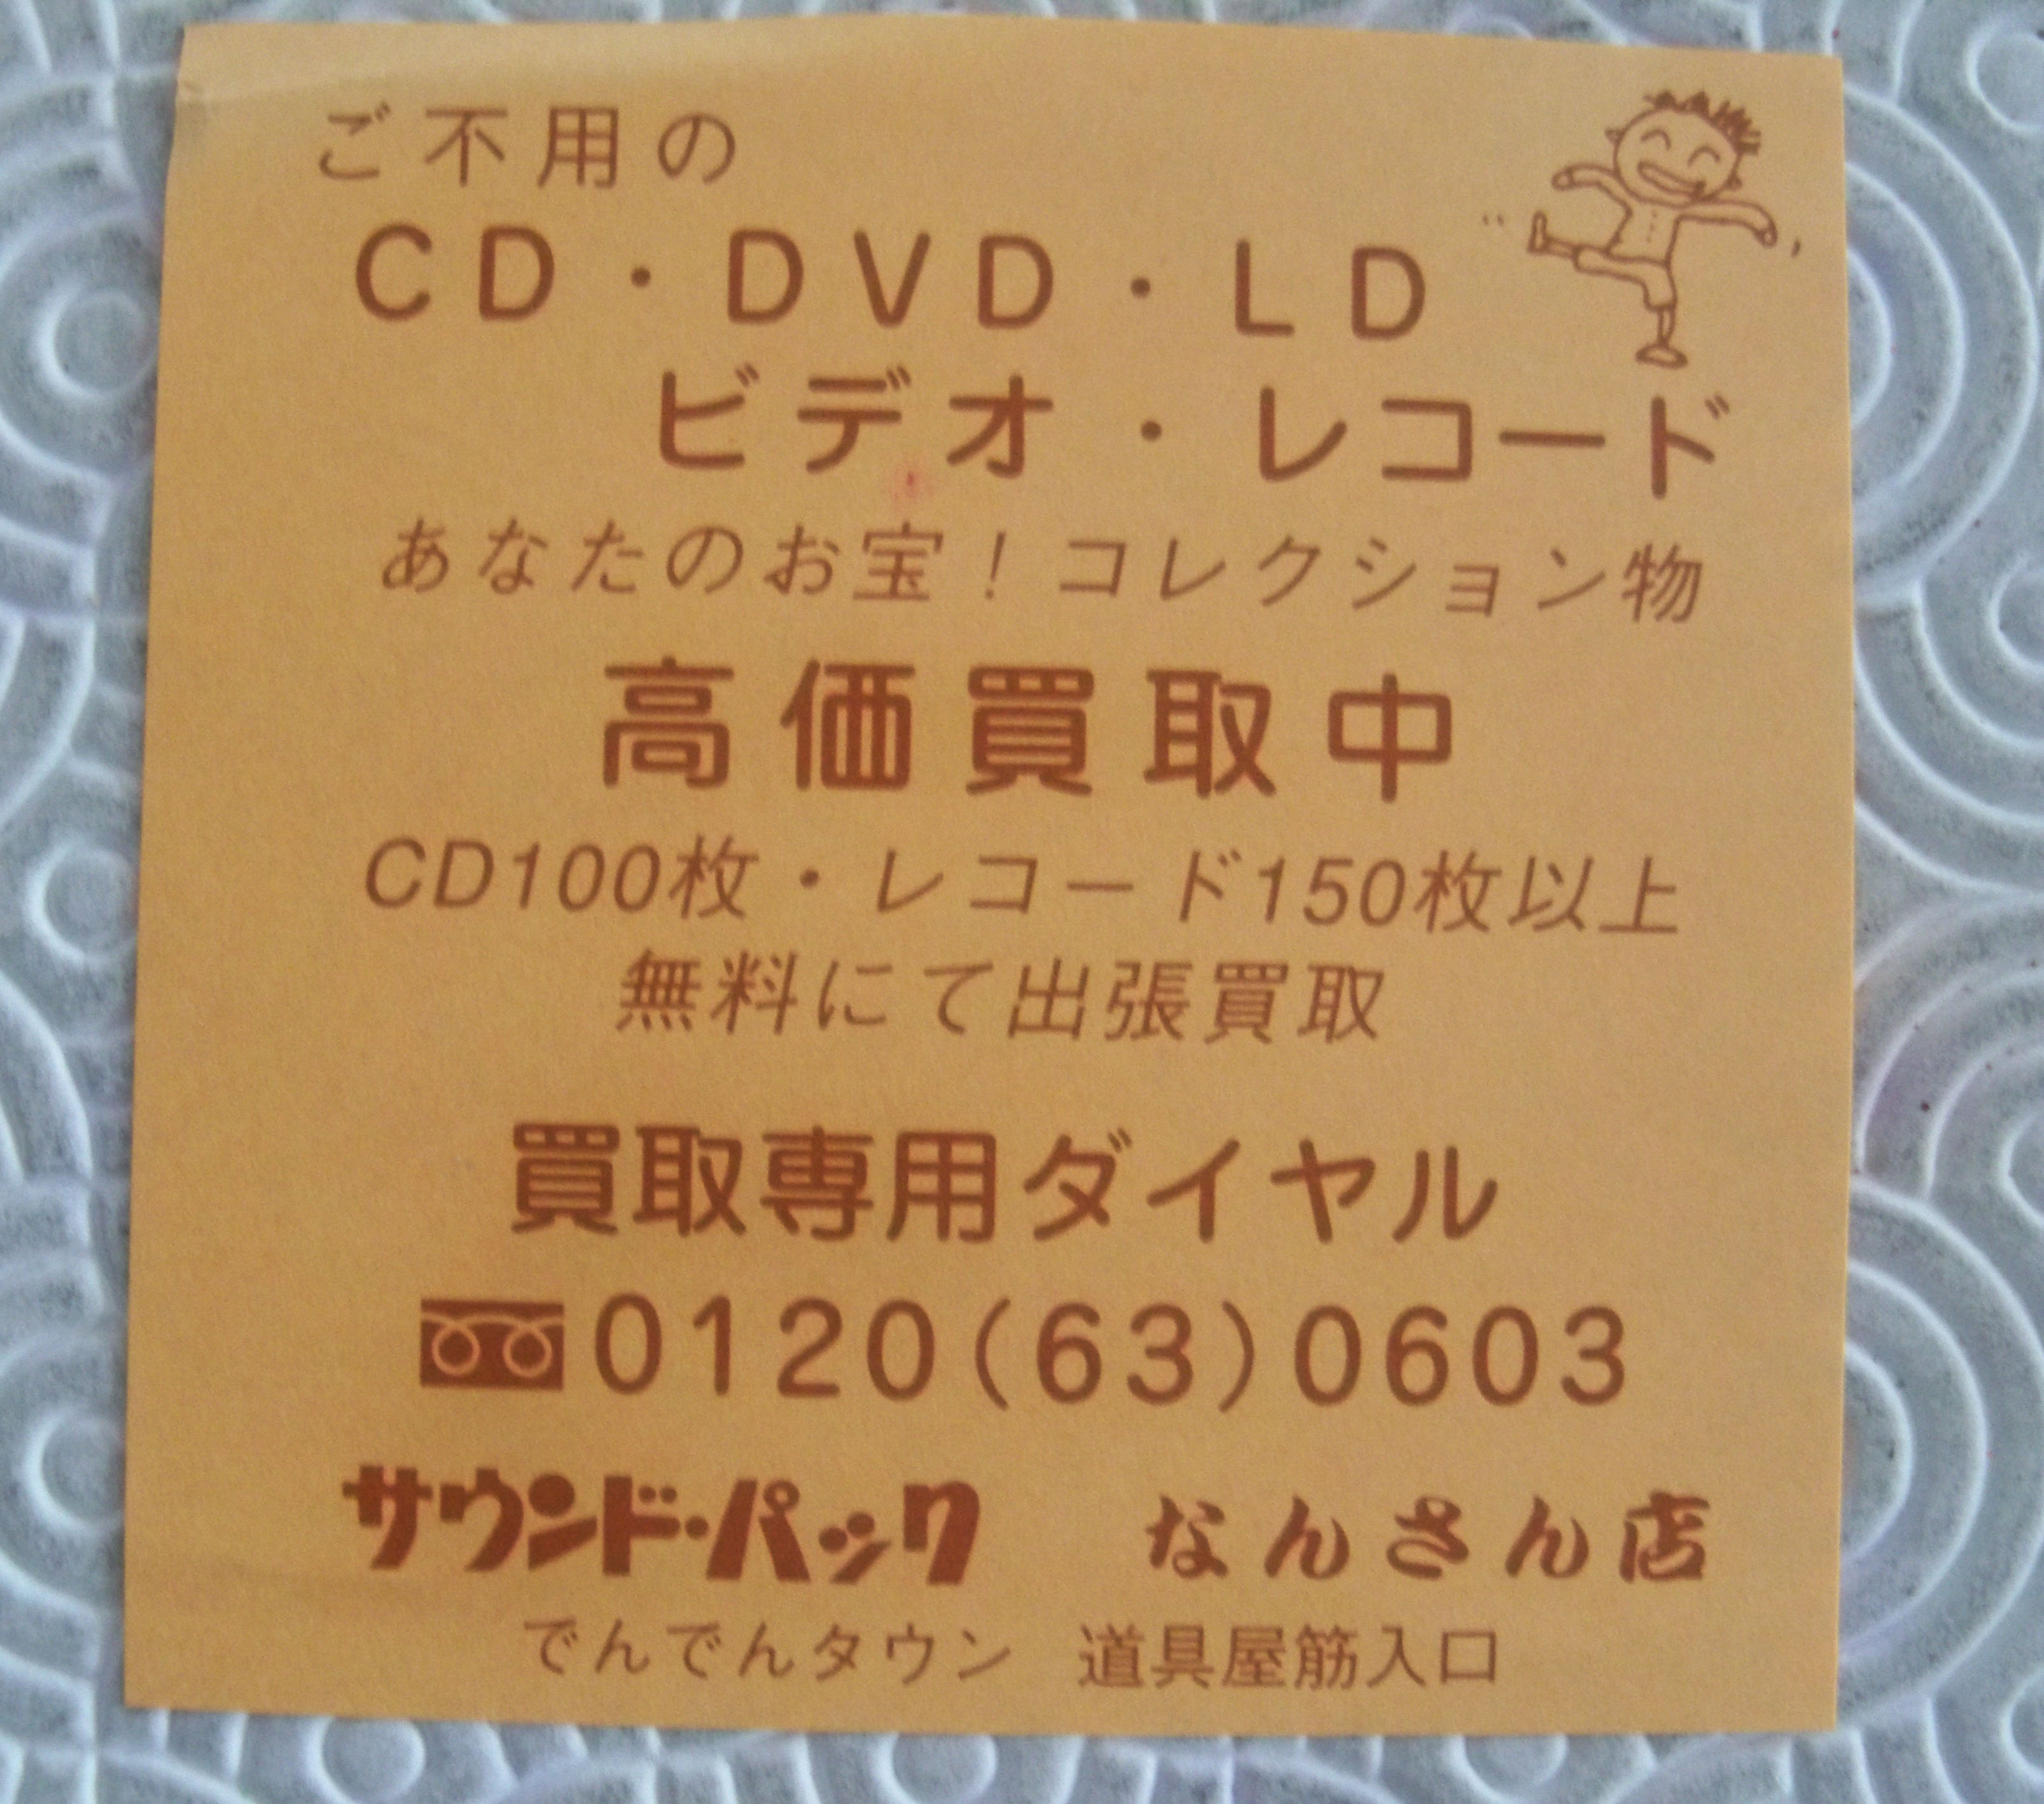 ご不用の
CD・DVD・LD
ビデオ・レコード
あなたのお宝！コレクション物
高価買取中
CD100枚・レコード150枚以上
無料にて出張買取
買取専用ダイヤル
0120(63)0603
サウンド・パック なんさん店
でんでんタウン 道具屋筋入口